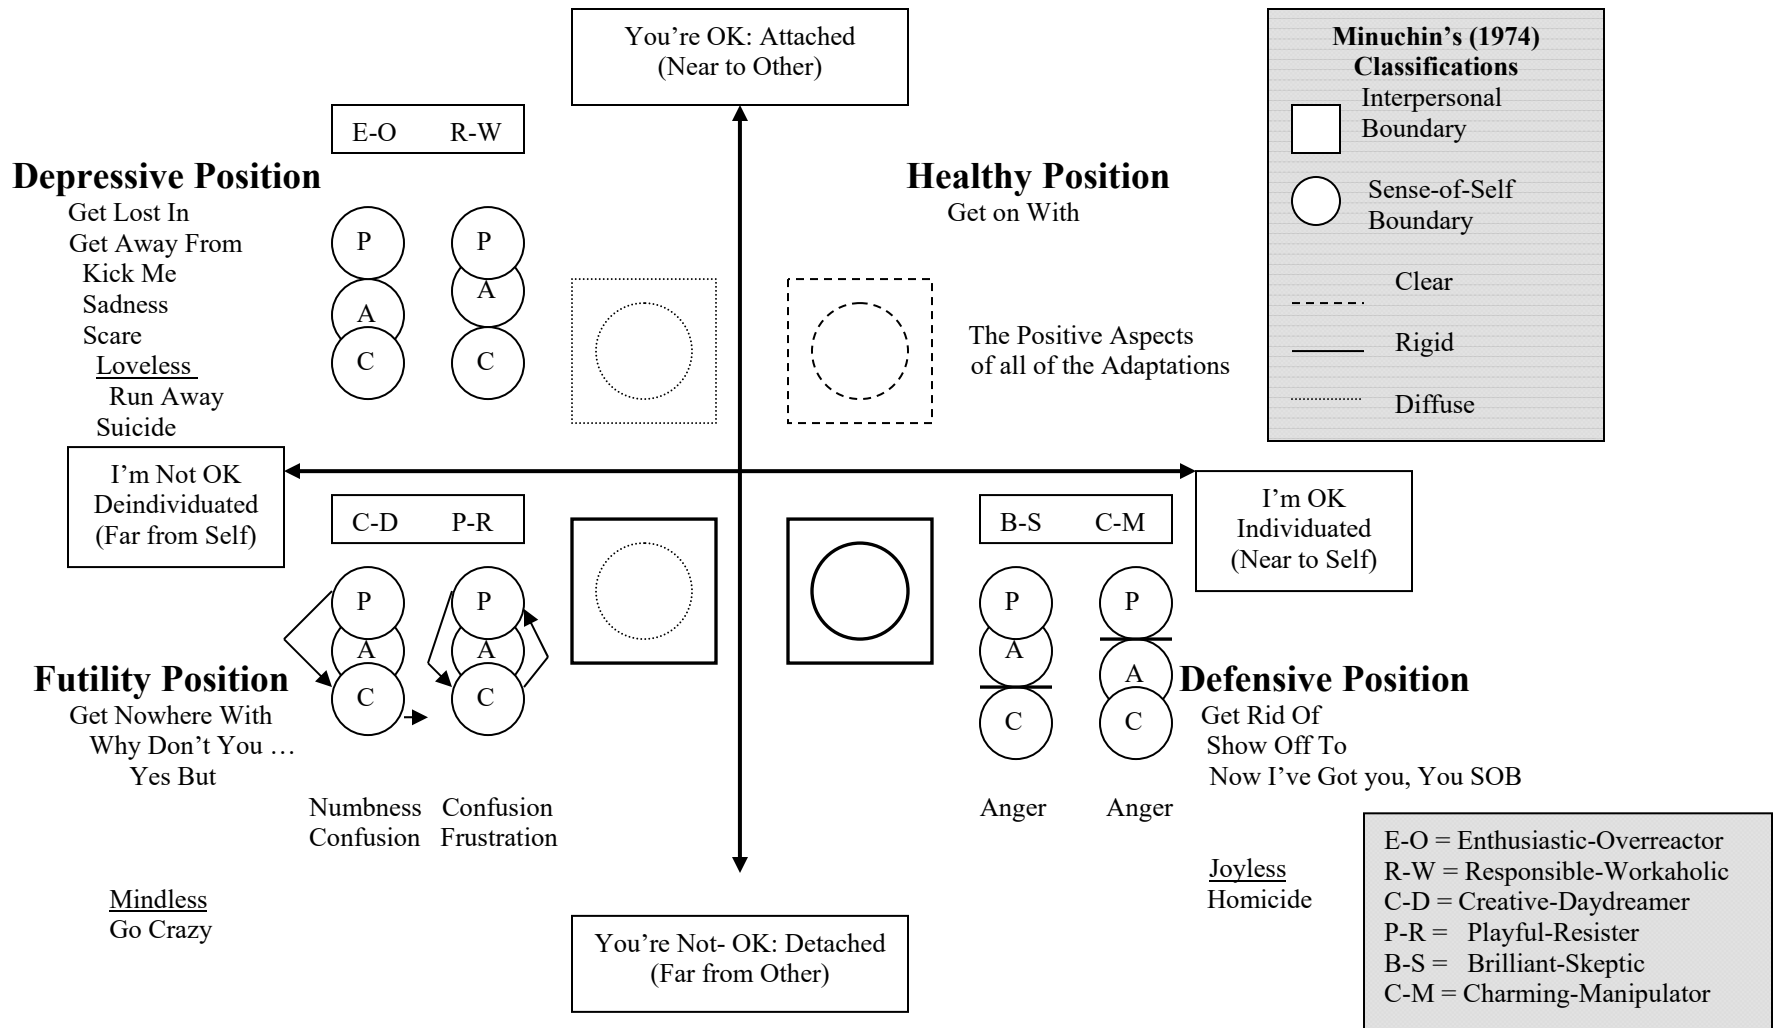 You’re OK: Attached
(Near to Other)
Minuchin’s (1974)
Classifications
Interpersonal
Boundary
Sense-of-Self
Boundary
Clear
Rigid
Diffuse
E-O R-W
Depressive Position
Get Lost In
Get Away From
Kick Me
Sadness
Scare
Loveless
Run Away
Suicide
P
A
C
P
A
C
Healthy Position
Get on With
The Positive Aspects
of all of the Adaptations
I’m Not OK
Deindividuated
(Far from Self)
I’m OK
Individuated
(Near to Self)
C-D P-R
P
A
C
P
A
C
Futility Position
Get Nowhere With
Why Don’t You …
Yes But
Numbness Confusion
Confusion Frustration
Mindless
Go Crazy
B-S C-M
P
A
C
P
A
C
Defensive Position
Get Rid Of
Show Off To
Now I’ve Got you, You SOB
Anger Anger
Joyless
Homicide
You’re Not- OK: Detached
(Far from Other)
E-O = Enthusiastic-Overreactor
R-W = Responsible-Workaholic
C-D = Creative-Daydreamer
P-R = Playful-Resister
B-S = Brilliant-Skeptic
C-M = Charming-Manipulator